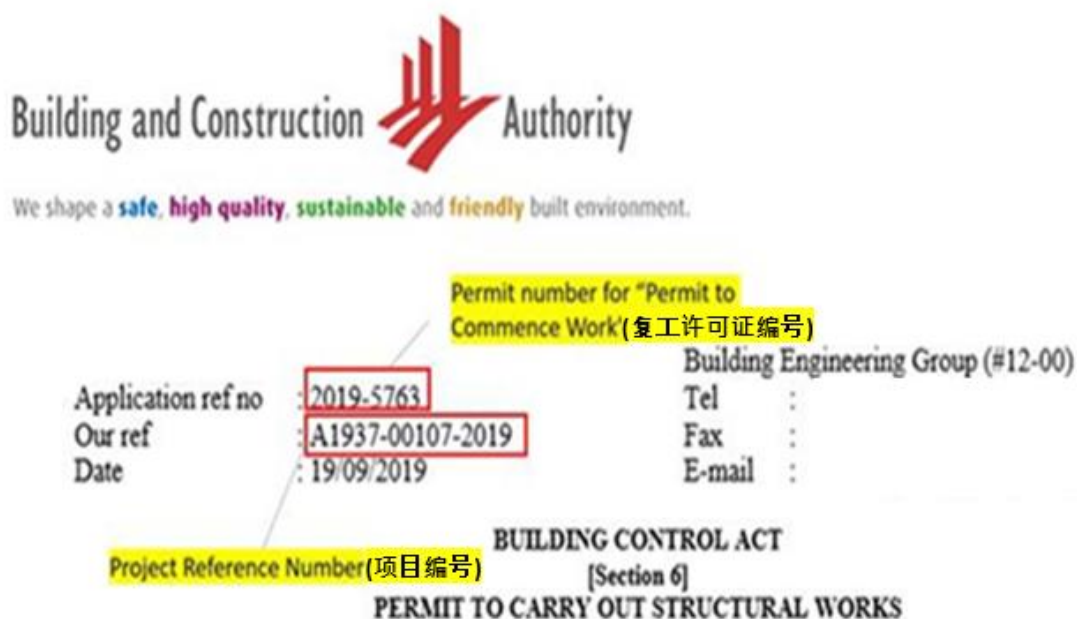 Building and Construction Authority
We shape a safe, high quality, sustainable and friendly built environment.
Permit number for "Permit to
Commence Work'(复工许可证编号)
Building Engineering Group (#12-00)
Application ref no : 2019-5763
Tel :
Our ref : A1937-00107-2019
Fax :
Date : 19/09/2019
E-mail :
BUILDING CONTROL ACT
Project Reference Number(项目编号)
[Section 6]
PERMIT TO CARRY OUT STRUCTURAL WORKS